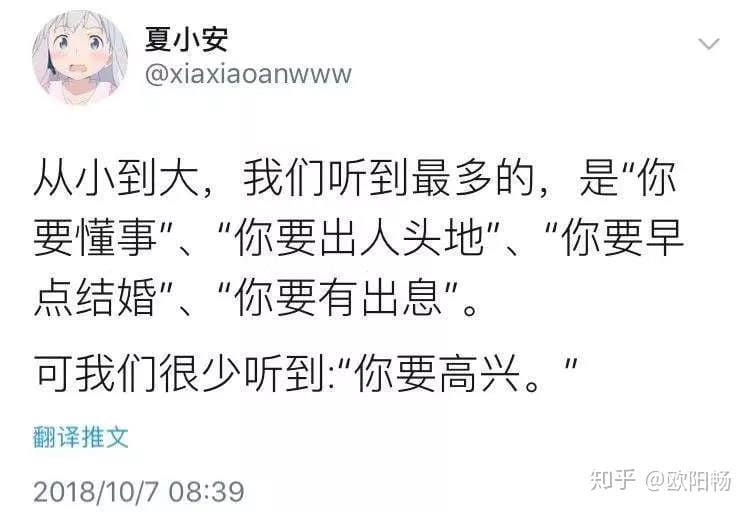 夏小安
@xiaxiaoanwww
从小到大，我们听到最多的，是“你
要懂事”、“你要出人头地”、“你要早
点结婚”、“你要有出息”。
可我们很少听到:“你要高兴。”
翻译推文
2018/10/7 08:39
知乎 @欧阳畅